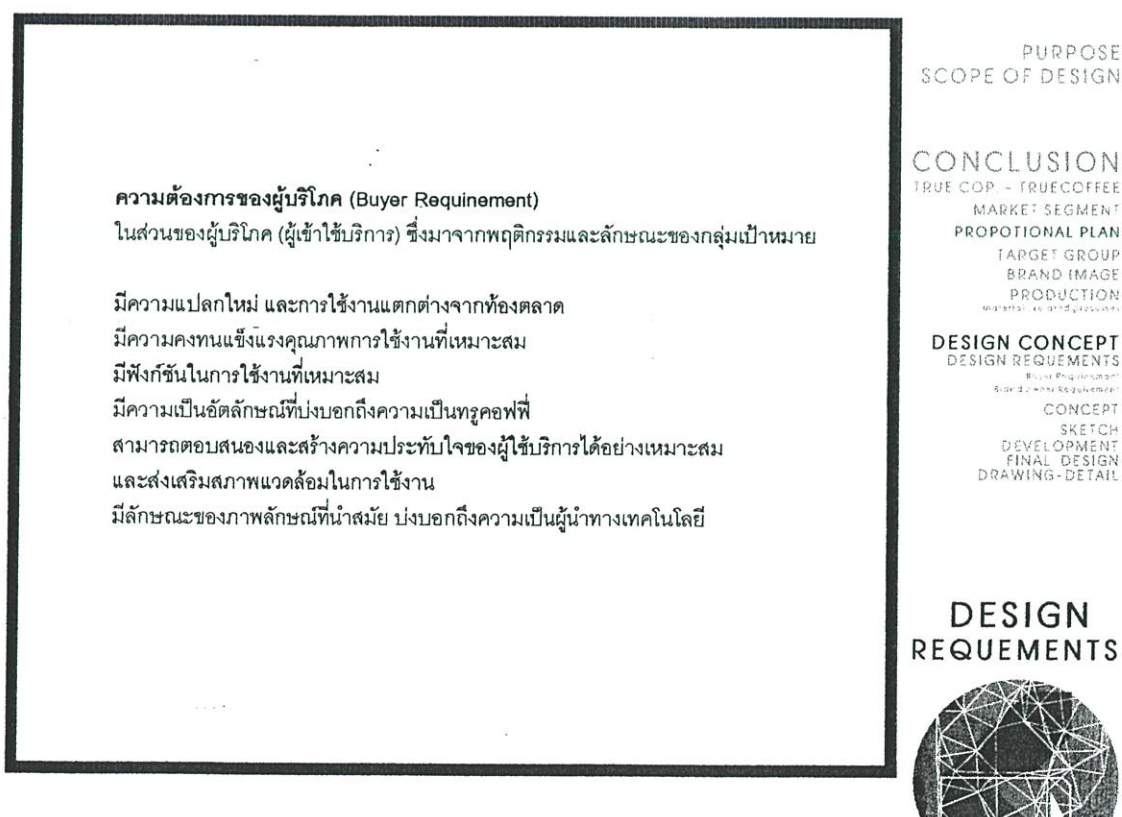 ความต้องการของผู้บริโภค (Buyer Requinement)
ในส่วนของผู้บริโภค (ผู้เข้าใช้บริการ) ซึ่งมาจากพฤติกรรมและลักษณะของกลุ่มเป้าหมาย
มีความแปลกใหม่ และการใช้งานแตกต่างจากท้องตลาด
มีความคงทนแข็งแรงคุณภาพการใช้งานที่เหมาะสม
มีฟังก์ชันในการใช้งานที่เหมาะสม
มีความเป็นอัตลักษณ์ที่บ่งบอกถึงความเป็นทรูคอฟฟี่
สามารถตอบสนองและสร้างความประทับใจของผู้ใช้บริการได้อย่างเหมาะสม
และส่งเสริมสภาพแวดล้อมในการใช้งาน
มีลักษณะของภาพลักษณ์ที่นำสมัย บ่งบอกถึงความเป็นผู้นำทางเทคโนโลยี
PURPOSE
SCOPE OF DESIGN
CONCLUSION
TRUE COP. - TRUECOFFEE
MARKET SEGMENT
PROPOTIONAL PLAN
TARGET GROUP
BRAND IMAGE
PRODUCTION
DESIGN CONCEPT
DESIGN REQUEMENTS
CONCEPT
SKETCH
DEVELOPMENT
FINAL DESIGN
DRAWING-DETAIL
DESIGN
REQUEMENTS